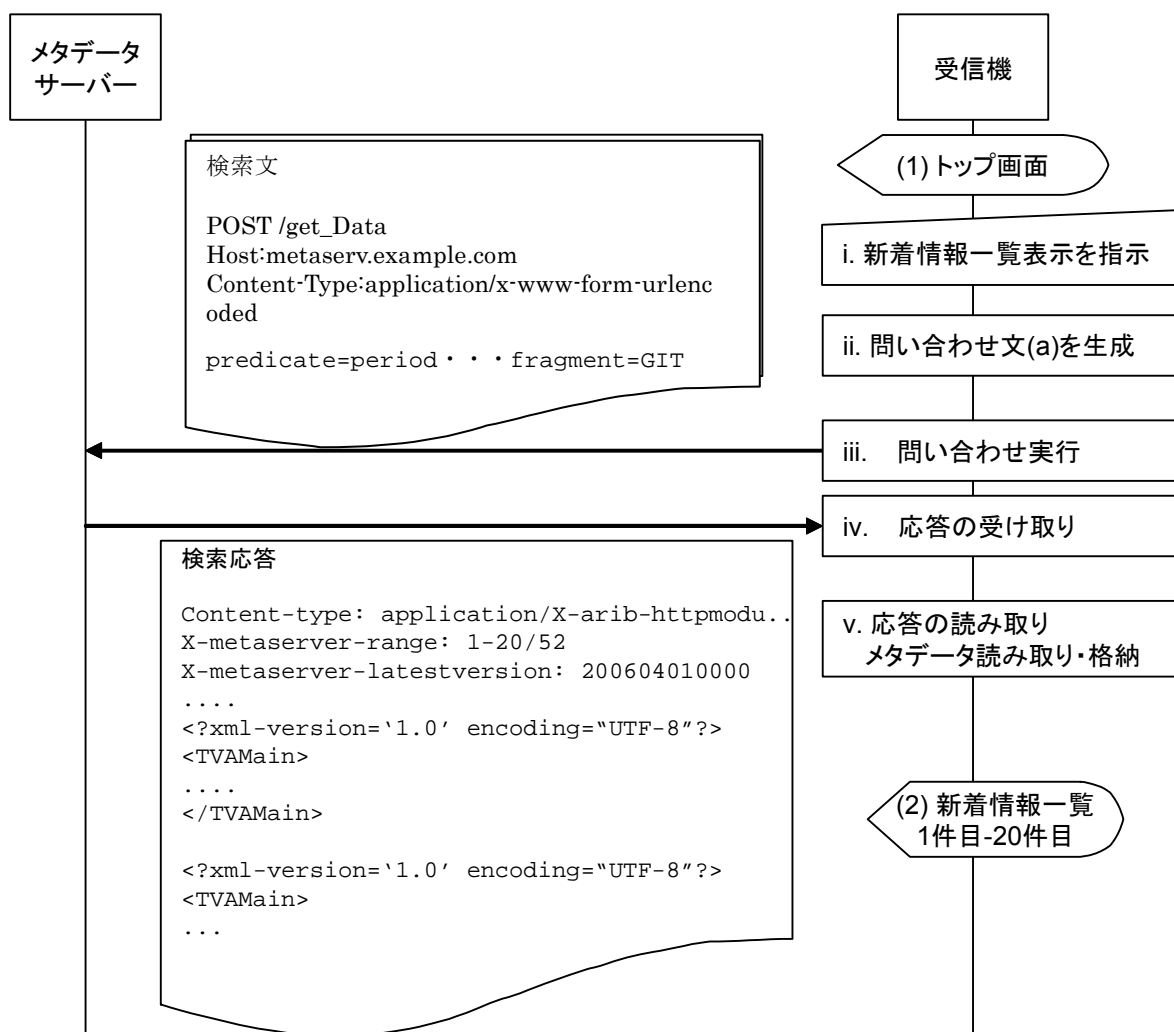 メタデータ
サーバー
受信機
検索文
POST /get_Data
Host:metaserv.example.com
Content-Type:application/x-www-form-urlenc
oded
predicate=period・・・fragment=GIT
(1) トップ画面
i. 新着情報一覧表示を指示
ii. 問い合わせ文(a)を生成
iii. 問い合わせ実行
iv. 応答の受け取り
検索応答
Content-type: application/X-arib-httpmodu..
X-metaserver-range: 1-20/52
X-metaserver-latestversion: 200604010000
....
<?xml-version=‘1.0’ encoding=“UTF-8”?>
<TVAMain>
....
</TVAMain>
<?xml-version=‘1.0’ encoding=“UTF-8”?>
<TVAMain>
...
v. 応答の読み取り
メタデータ読み取り・格納
(2) 新着情報一覧
1件目-20件目